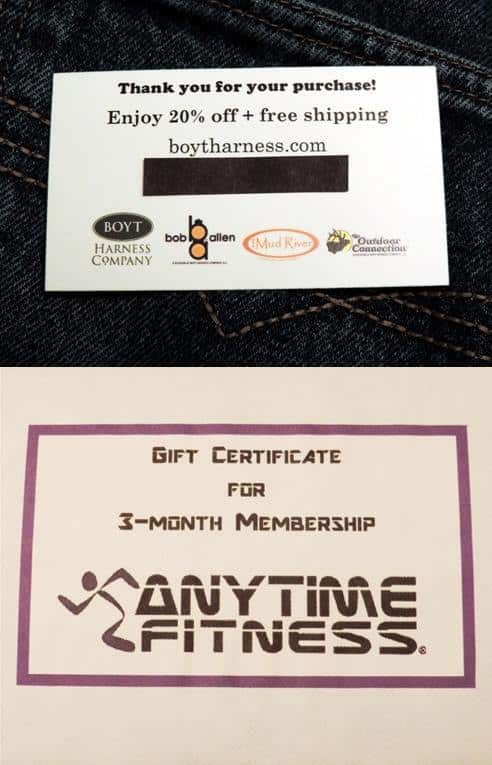 Thank you for your purchase!
Enjoy 20% off + free shipping
boytharness.com
BOYT
HARNESS
COMPANY
bob allen
Mud River
The
Outdoor
Connection
GIFT CERTIFICATE
FOR
3-MONTH MEMBERSHIP
ANYTIME
FITNESS®